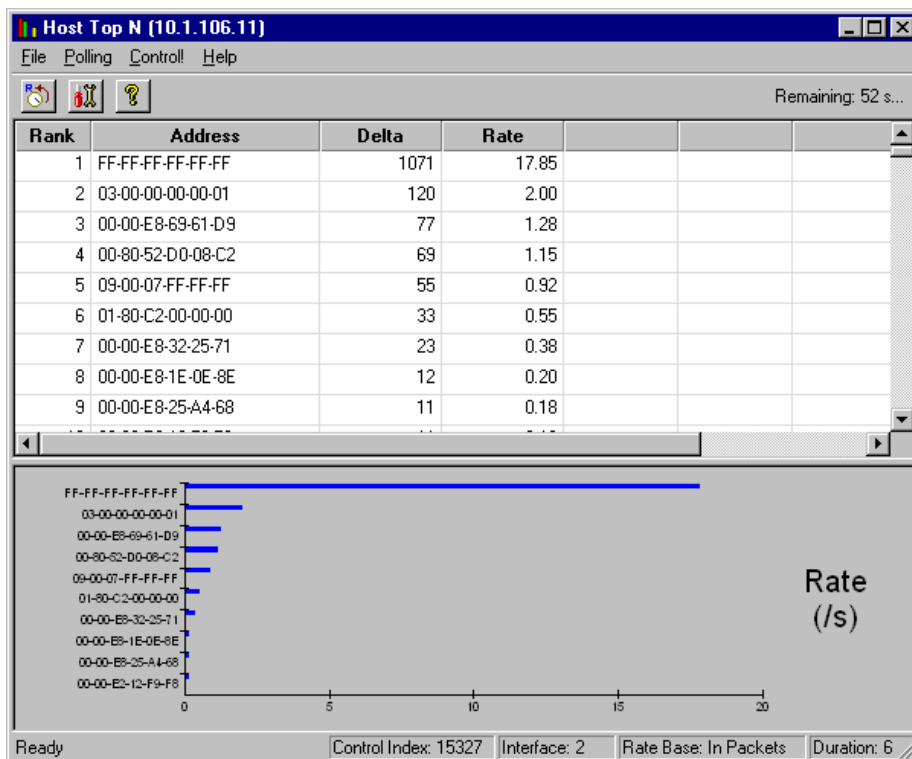 Host Top N (10.1.106.11)
File Polling Control! Help
Remaining: 52 s...
Rank Address Delta Rate
1 FF-FF-FF-FF-FF-FF 1071 17.85
2 03-00-00-00-00-01 120 2.00
3 00-00-E8-69-61-D9 77 1.28
4 00-80-52-D0-08-C2 69 1.15
5 09-00-07-FF-FF-FF 55 0.92
6 01-80-C2-00-00-00 33 0.55
7 00-00-E8-32-25-71 23 0.38
8 00-00-E8-1E-0E-8E 12 0.20
9 00-00-E8-25-A4-68 11 0.18
FF-FF-FF-FF-FF-FF
03-00-00-00-00-01
00-00-E8-69-61-D9
00-80-52-D0-08-C2
09-00-07-FF-FF-FF
01-80-C2-00-00-00
00-00-E8-32-25-71
00-00-E8-1E-0E-8E
00-00-E8-25-A4-68
00-00-E2-12-F9-F8
0 5 10 15 20
Rate
(/s)
Ready Control Index: 15327 Interface: 2 Rate Base: In Packets Duration: 6